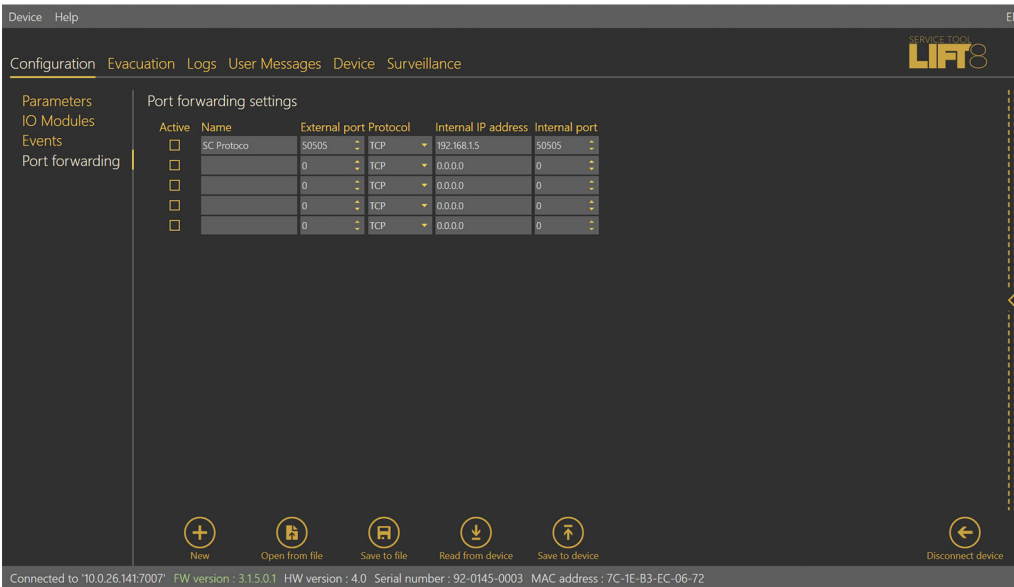 Device Help
SERVICE TOOL
LIFT8
Configuration Evacuation Logs User Messages Device Surveillance
Parameters
IO Modules
Events
Port forwarding
Port forwarding settings
Active Name External port Protocol Internal IP address Internal port
SC Protoco 50505 TCP 192.168.1.5 50505
0 TCP 0.0.0.0 0
0 TCP 0.0.0.0 0
0 TCP 0.0.0.0 0
0 TCP 0.0.0.0 0
New Open from file Save to file Read from device Save to device Disconnect device
Connected to '10.0.26.141:7007' FW version : 3.1.5.0.1 HW version : 4.0 Serial number : 92-0145-0003 MAC address : 7C-1E-B3-EC-06-72